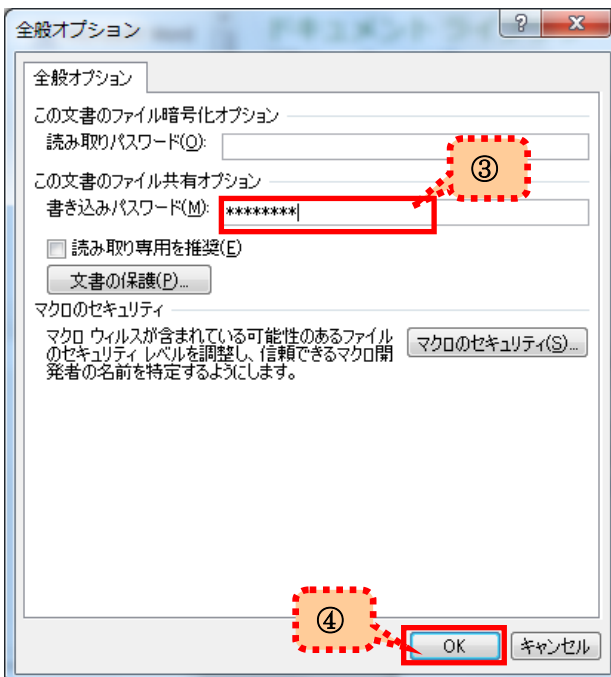 全般オプション
全般オプション
この文書のファイル暗号化オプション
読み取りパスワード(O):
③
この文書のファイル共有オプション
書き込みパスワード(M): ********
読み取り専用を推奨(E)
文書の保護(P)...
マクロのセキュリティ
マクロ ウィルスが含まれている可能性のあるファイル
のセキュリティ レベルを調整し、信頼できるマクロ開
発者の名前を特定するようにします。
マクロのセキュリティ(S)...
④
OK
キャンセル